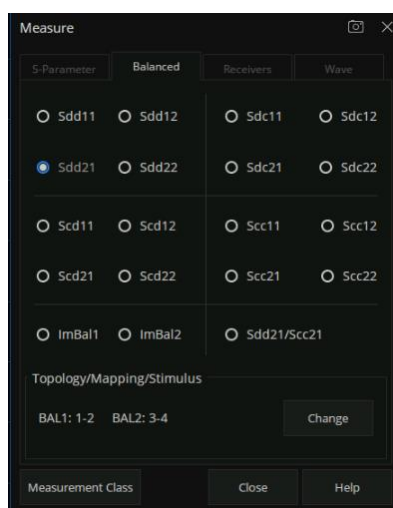 Measure
S-Parameter Balanced Receivers Wave
Sdd11 Sdd12 Sdc11 Sdc12
Sdd21 Sdd22 Sdc21 Sdc22
Scd11 Scd12 Scc11 Scc12
Scd21 Scd22 Scc21 Scc22
ImBal1 ImBal2 Sdd21/Scc21
Topology/Mapping/Stimulus
BAL1: 1-2 BAL2: 3-4 Change
Measurement Class Close Help